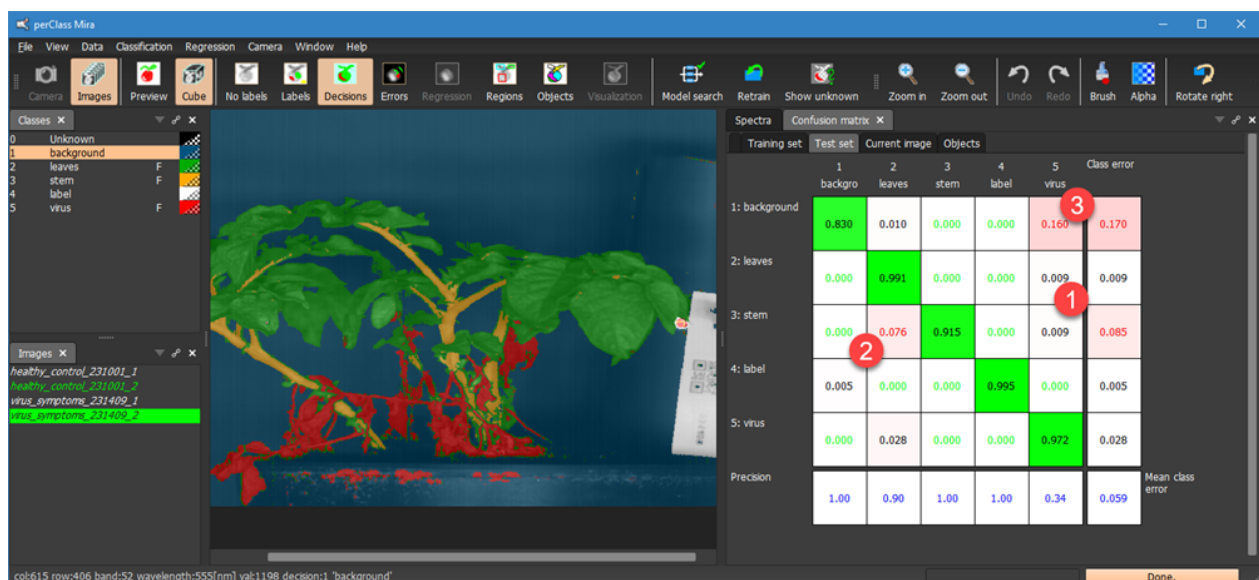 perClass Mira
File View Data Classification Regression Camera Window Help
Camera Images Preview Cube No labels Labels Decisions Errors Regression Regions Objects Visualization Model search Retrain Show unknown Zoom in Zoom out Undo Redo Brush Alpha Rotate right
Classes
0 Unknown
1 background
2 leaves F
3 stem F
4 label
5 virus F
Images
healthy_control_231001_1
healthy_control_231001_2
virus_symptoms_231409_1
virus_symptoms_231409_2
Spectra Confusion matrix
Training set Test set Current image Objects
1 2 3 4 5 Class error
backgro leaves stem label virus
3
1: background 0.830 0.010 0.000 0.000 0.160 0.170
2: leaves 0.000 0.991 0.000 0.000 0.009 0.009
1
3: stem 0.000 0.076 0.915 0.000 0.009 0.085
2
4: label 0.005 0.000 0.000 0.995 0.000 0.005
5: virus 0.000 0.028 0.000 0.000 0.972 0.028
Precision 1.00 0.90 1.00 1.00 0.34 0.059 Mean class
error
col:615 row:406 band:52 wavelength:555[nm] val:1198 decision:1 'background'
Done.